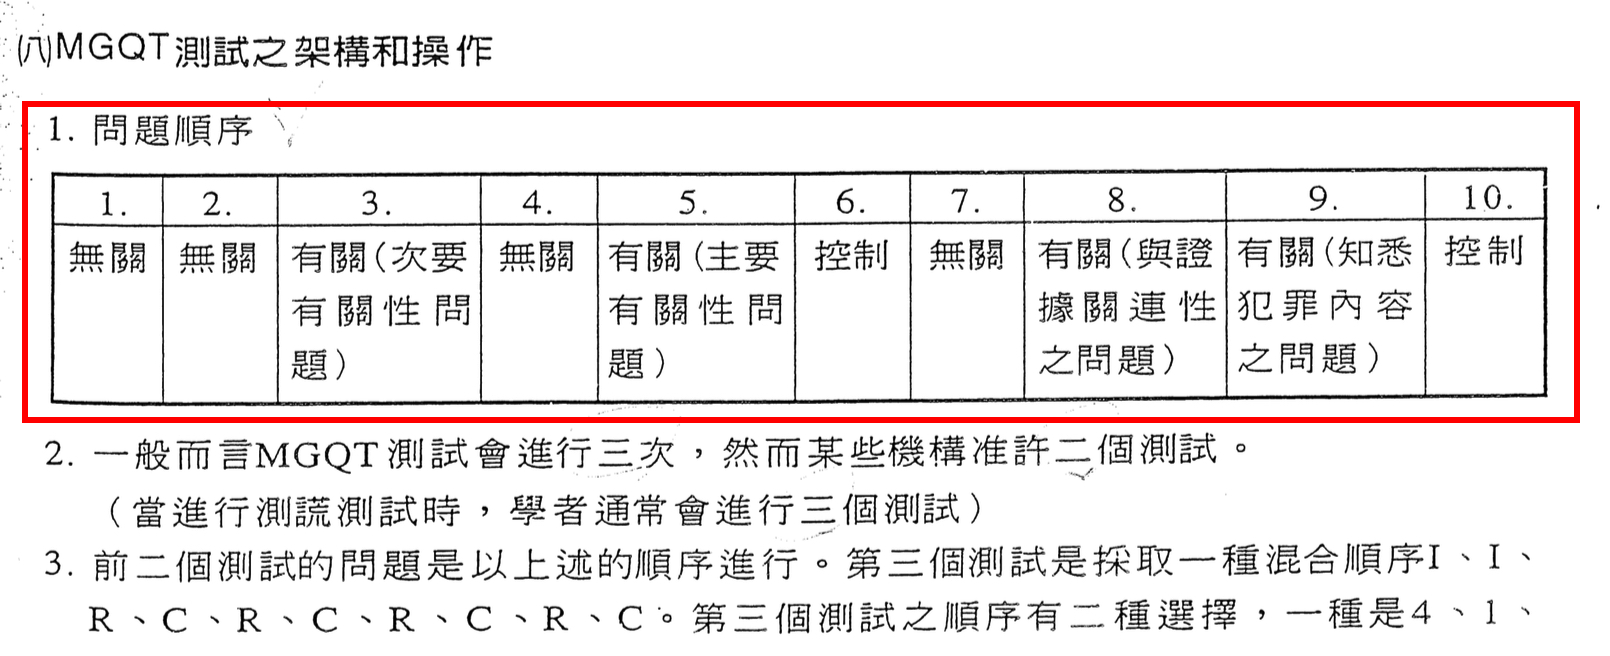 ㈧MGQT測試之架構和操作
1. 問題順序
1. 2. 3. 4. 5. 6. 7. 8. 9. 10.
無關 無關 有關(次要 無關 有關(主要 控制 無關 有關(與證 有關(知悉 控制
有關性問 有關性問 據關連性 犯罪內容
題) 題) 之問題) 之問題)
2. 一般而言MGQT測試會進行三次，然而某些機構准許二個測試。
（當進行測謊測試時，學者通常會進行三個測試）
3. 前二個測試的問題是以上述的順序進行。第三個測試是採取一種混合順序I、I、
R、C、R、C、R、C、R、C。第三個測試之順序有二種選擇，一種是4、1、